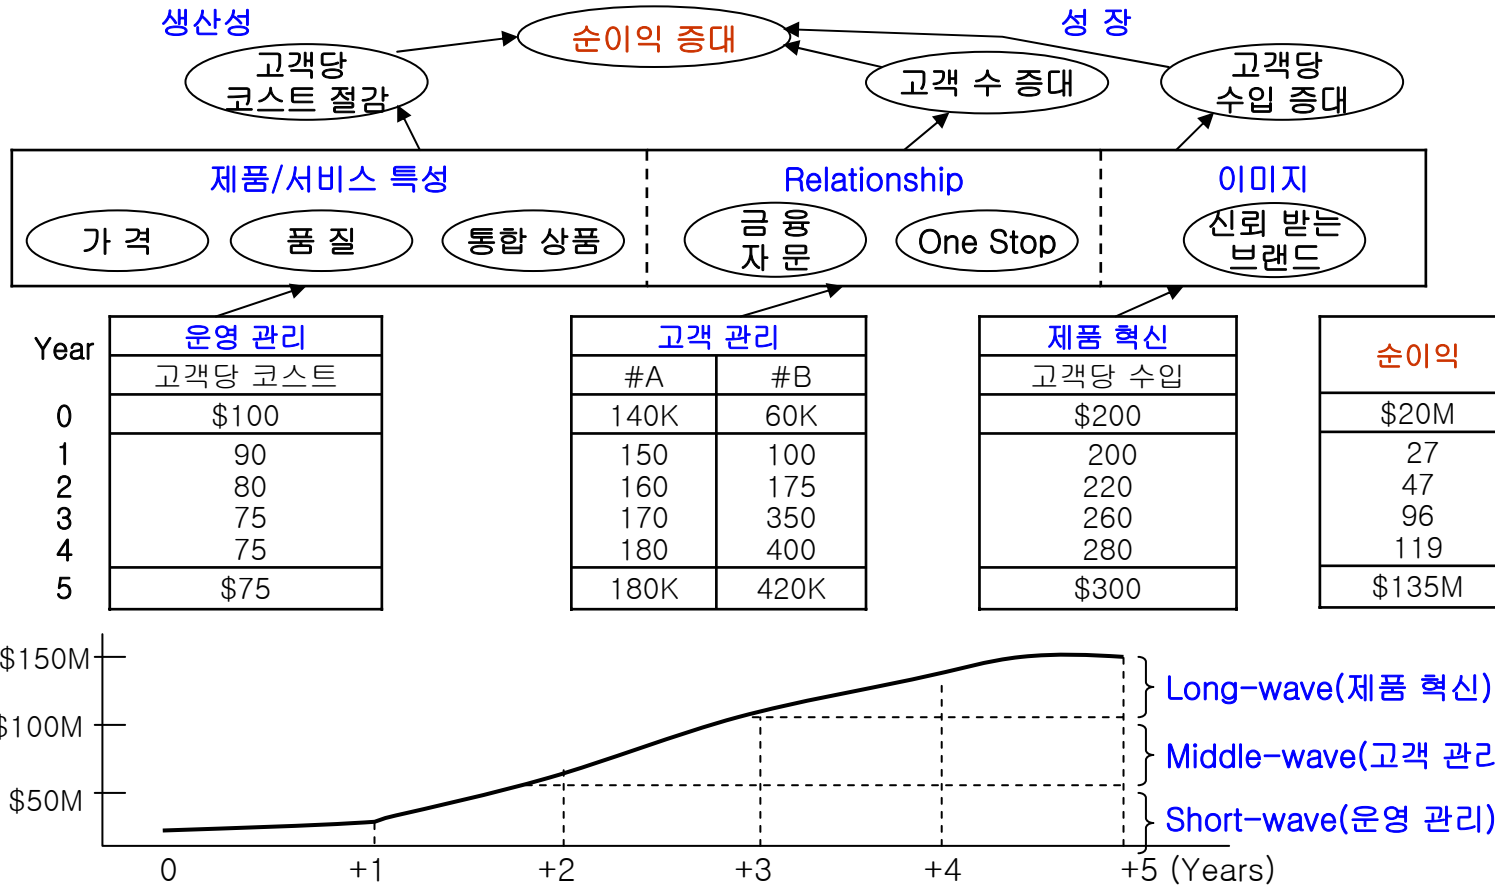 생산성
순이익 증대
성 장
고객당
코스트 절감
고객 수 증대
고객당
수입 증대
제품/서비스 특성
Relationship
이미지
가 격
품 질
통합 상품
금 융
자 문
One Stop
신뢰 받는
브랜드
Year
운영 관리
고객 관리
제품 혁신
순이익
고객당 코스트
#A
#B
고객당 수입
0 $100 140K 60K $200 $20M
1 90 150 100 200 27
2 80 160 175 220 47
3 75 170 350 260 96
4 75 180 400 280 119
5 $75 180K 420K $300 $135M
$150M
Long-wave(제품 혁신)
$100M
Middle-wave(고객 관리
$50M
Short-wave(운영 관리)
0 +1 +2 +3 +4 +5 (Years)